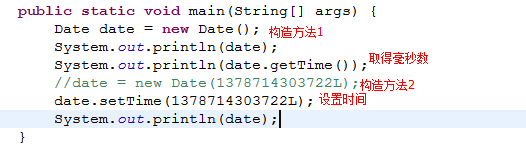 public static void main(String[] args) {
Date date = new Date(); 构造方法1
System.out.println(date);
System.out.println(date.getTime()); 取得毫秒数
//date = new Date(1378714303722L); 构造方法2
date.setTime(1378714303722L); 设置时间
System.out.println(date);
}